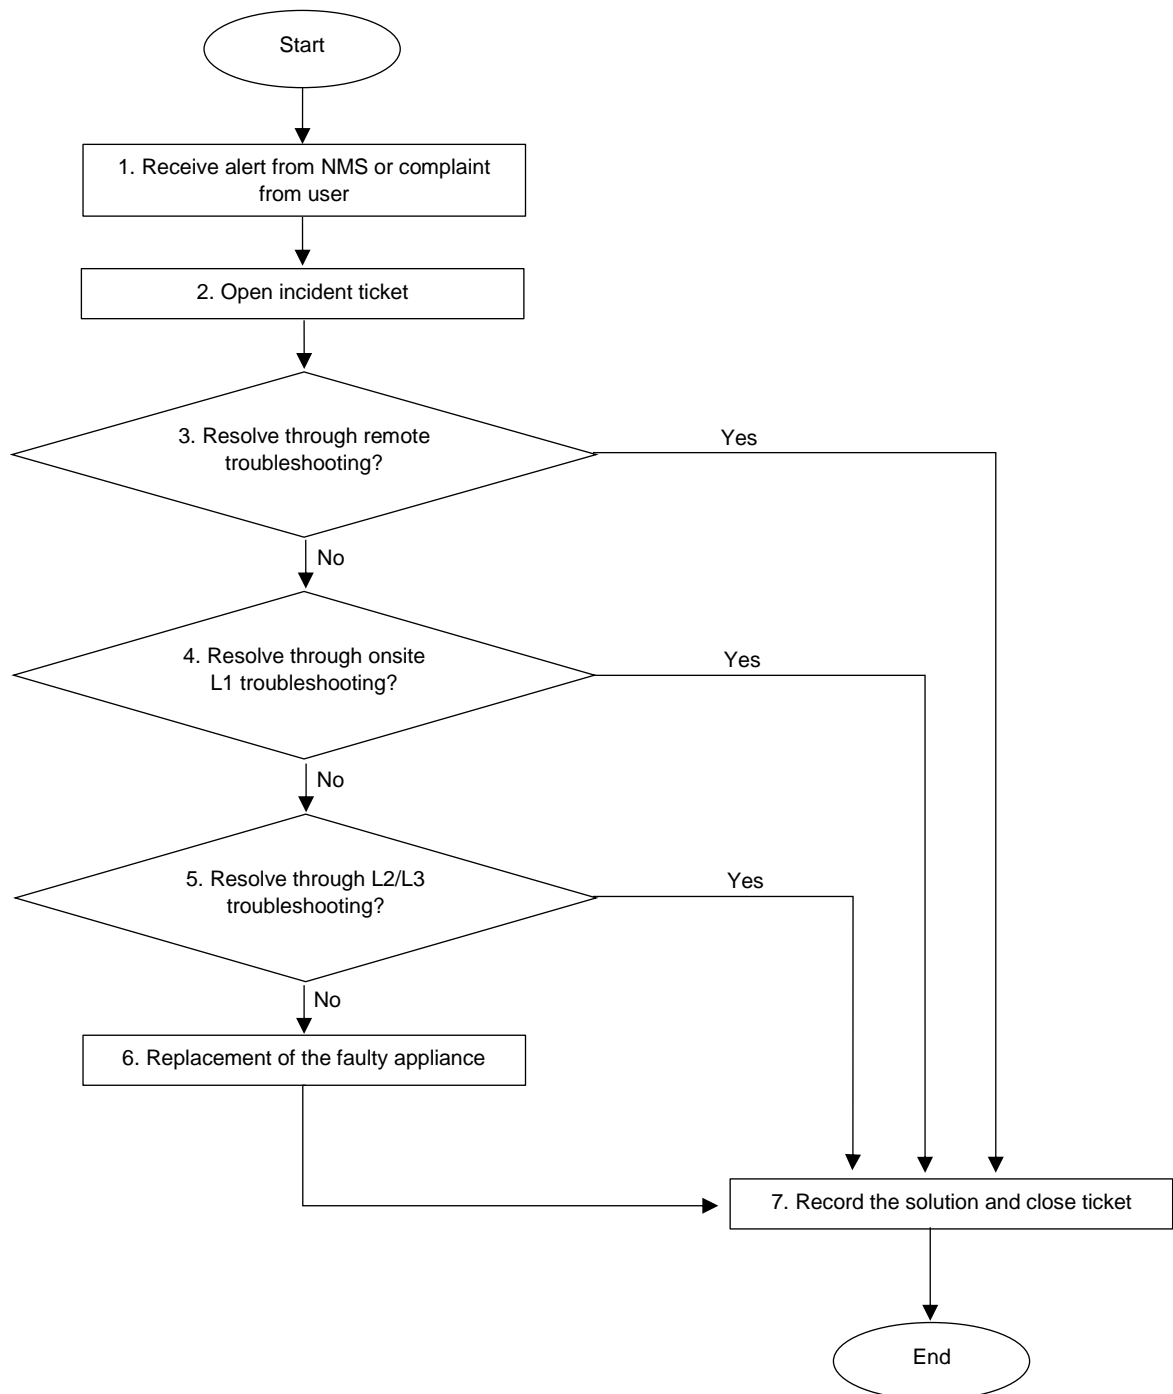 Start
1. Receive alert from NMS or complaint
from user
2. Open incident ticket
3. Resolve through remote
troubleshooting?
Yes
No
4. Resolve through onsite
L1 troubleshooting?
Yes
No
5. Resolve through L2/L3
troubleshooting?
Yes
No
6. Replacement of the faulty appliance
7. Record the solution and close ticket
End